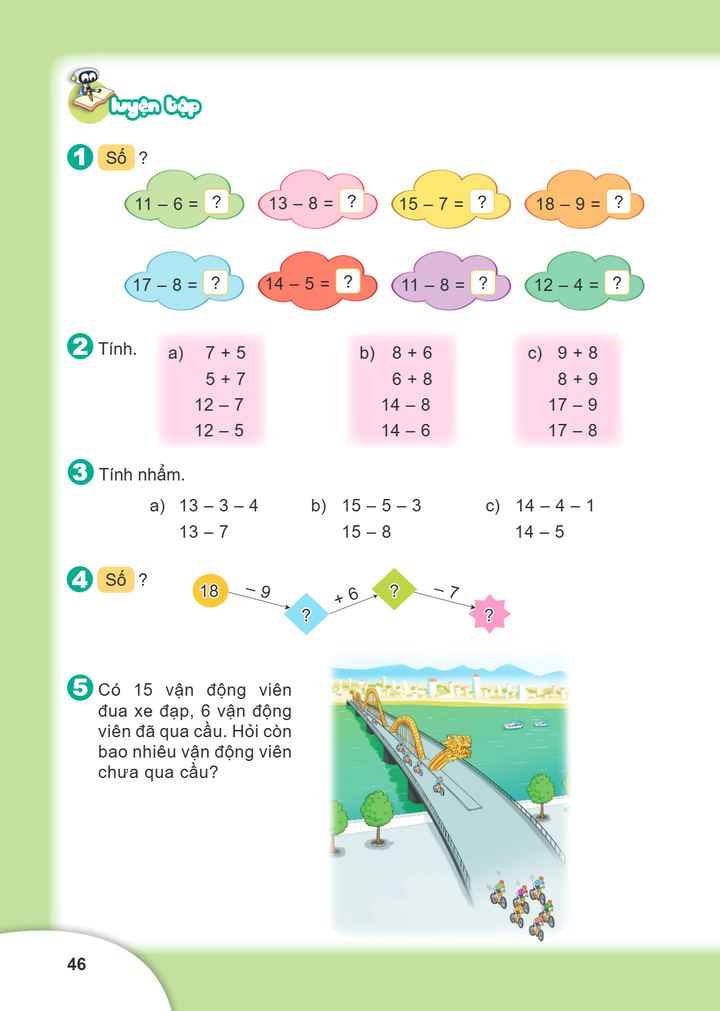 Luyện tập
1 Số ?
11 – 6 = ? 13 – 8 = ? 15 – 7 = ? 18 – 9 = ?
17 – 8 = ? 14 – 5 = ? 11 – 8 = ? 12 – 4 = ?
2 Tính.
a) 7 + 5
5 + 7
12 – 7
12 – 5
b) 8 + 6
6 + 8
14 – 8
14 – 6
c) 9 + 8
8 + 9
17 – 9
17 – 8
3 Tính nhẩm.
a) 13 – 3 – 4
13 – 7
b) 15 – 5 – 3
15 – 8
c) 14 – 4 – 1
14 – 5
4 Số ?
18 – 9 ? + 6 ? – 7 ?
5 Có 15 vận động viên
đua xe đạp, 6 vận động
viên đã qua cầu. Hỏi còn
bao nhiêu vận động viên
chưa qua cầu?
46